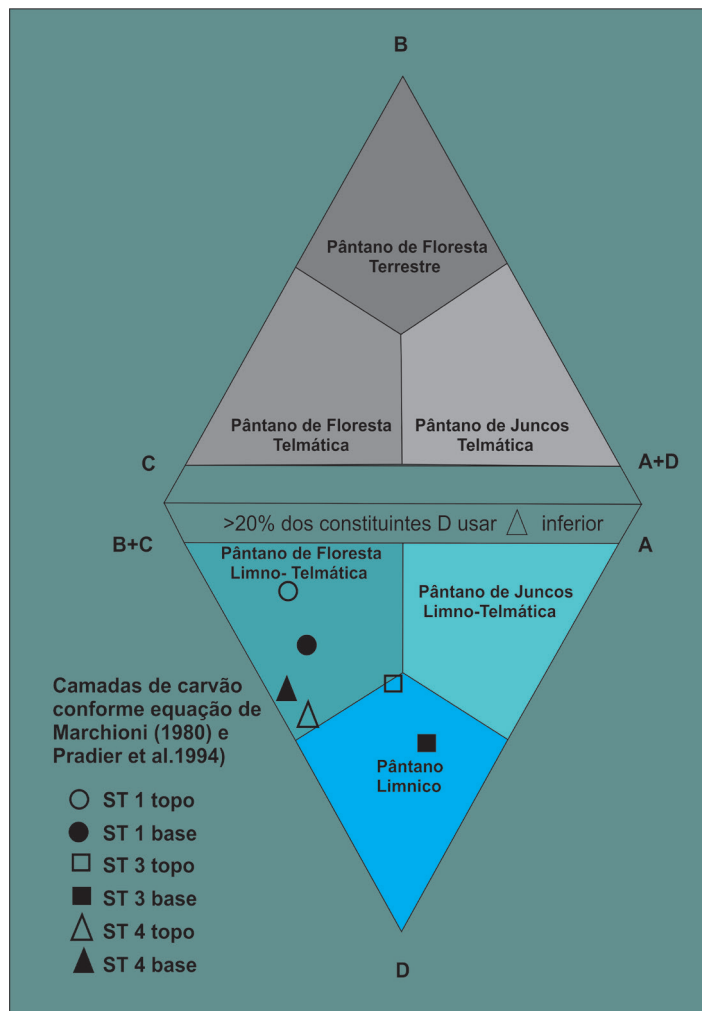 B
Pântano de Floresta
Terrestre
Pântano de Floresta
Telmática
Pântano de Juncos
Telmática
C
A+D
>20% dos constituintes D usar △ inferior
B+C
A
Pântano de Floresta
Limno- Telmática
Pântano de Juncos
Limno-Telmática
Camadas de carvão
conforme equação de
Marchioni (1980) e
Pradier et al.1994)
Pântano
Limnico
ST 1 topo
ST 1 base
ST 3 topo
ST 3 base
ST 4 topo
ST 4 base
D